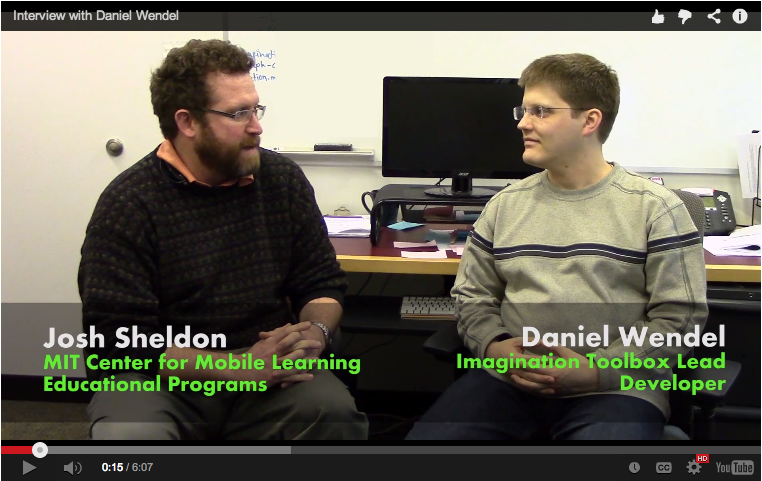 Interview with Daniel Wendel
Josh Sheldon
MIT Center for Mobile Learning
Educational Programs
Daniel Wendel
Imagination Toolbox Lead
Developer
0:15 / 6:07
CC
HD
YouTube